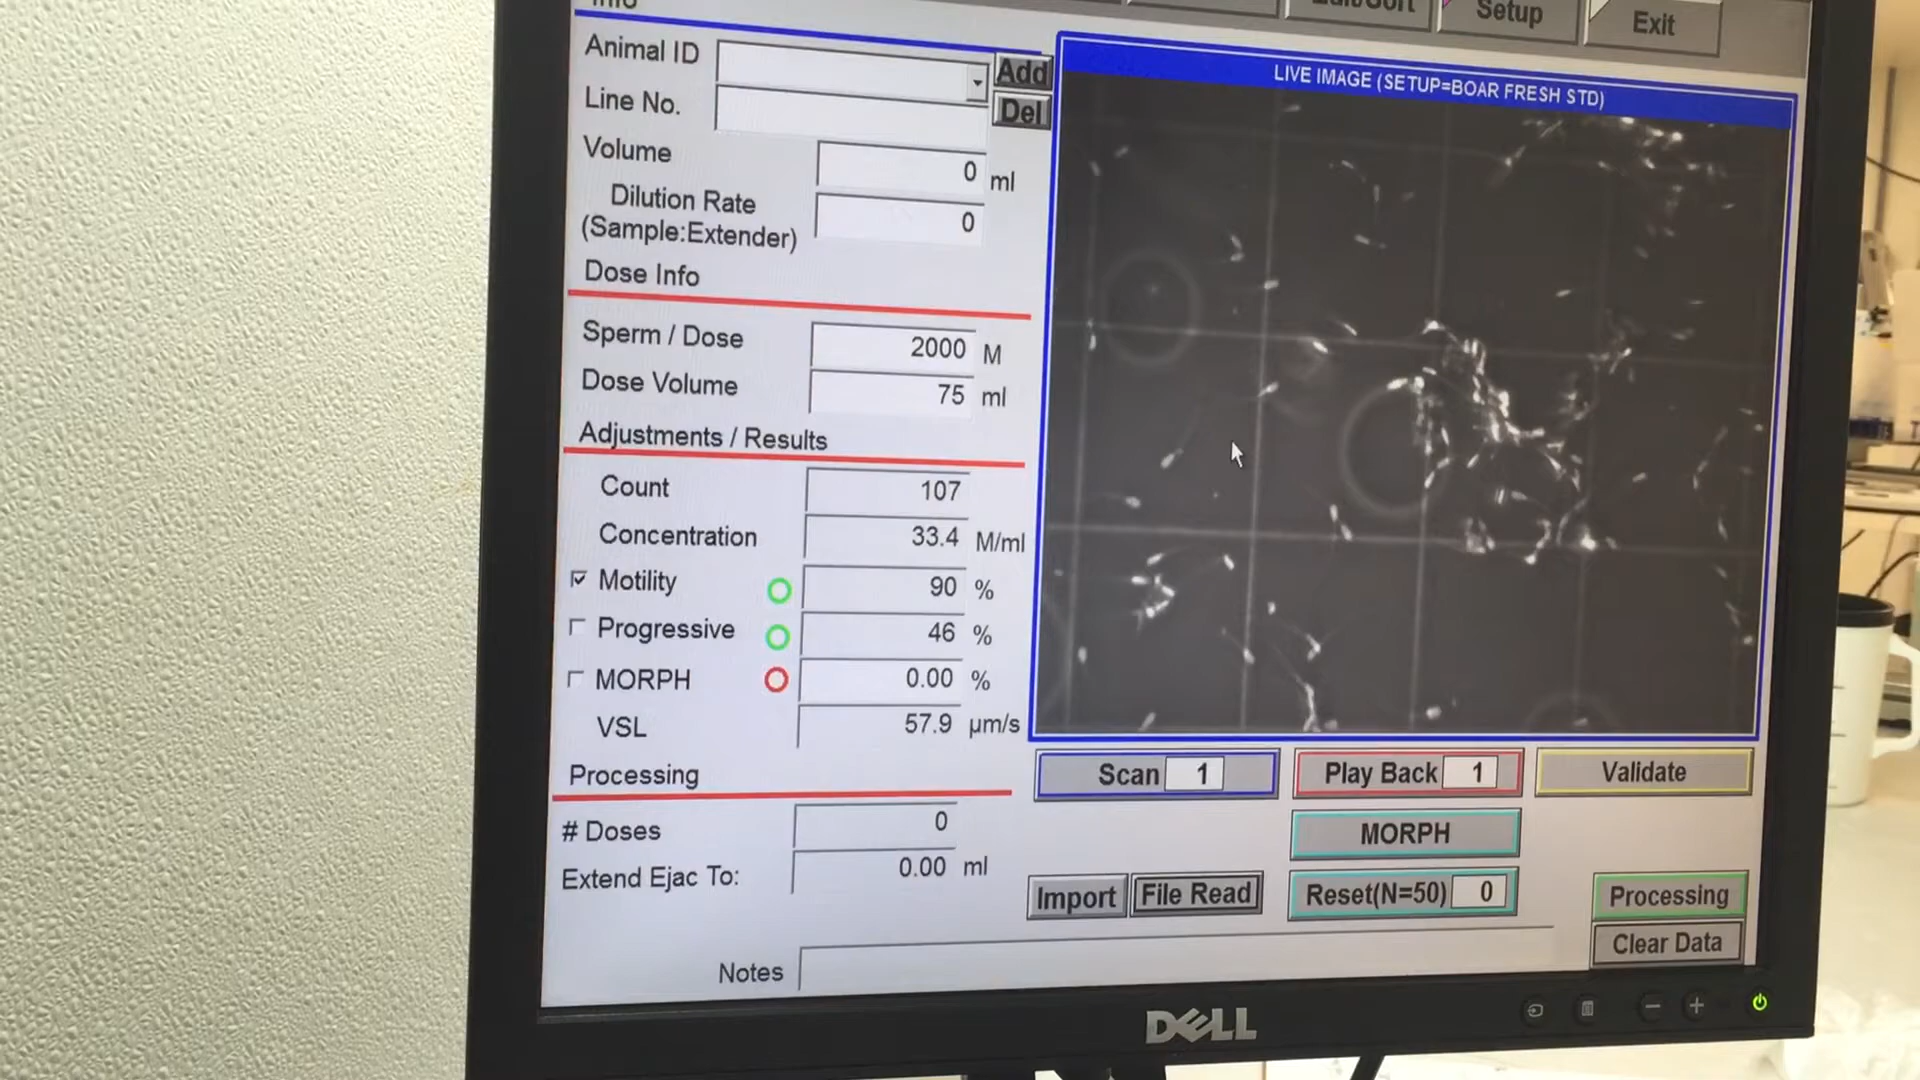 Info
Edit/Sort
Setup
Exit
Animal ID
Add
Line No.
Del
Volume
0 ml
Dilution Rate
(Sample:Extender)
0
Dose Info
Sperm / Dose
2000 M
Dose Volume
75 ml
Adjustments / Results
Count
107
Concentration
33.4 M/ml
Motility
90 %
Progressive
46 %
MORPH
0.00 %
VSL
57.9 µm/s
Processing
# Doses
0
Extend Ejac To:
0.00 ml
Notes
LIVE IMAGE (SETUP=BOAR FRESH STD)
Scan 1
Play Back 1
Validate
MORPH
Import
File Read
Reset(N=50) 0
Processing
Clear Data
DELL